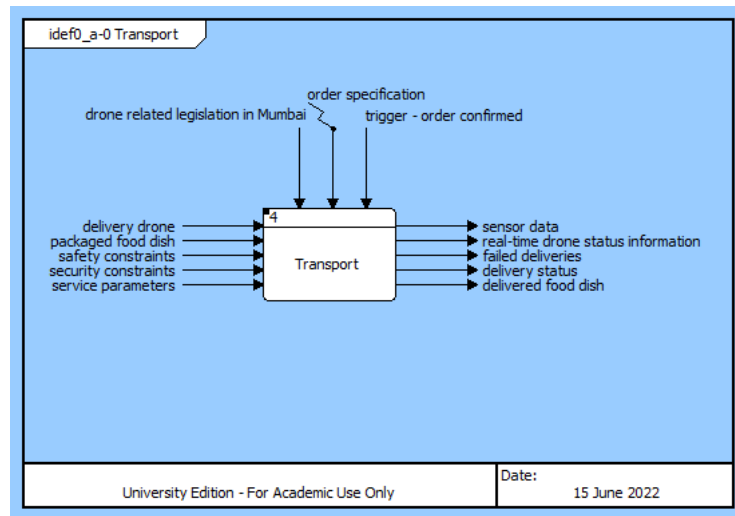 idef0_a-0 Transport
order specification
drone related legislation in Mumbai
trigger - order confirmed
4
Transport
delivery drone
packaged food dish
safety constraints
security constraints
service parameters
sensor data
real-time drone status information
failed deliveries
delivery status
delivered food dish
University Edition - For Academic Use Only
Date:
15 June 2022